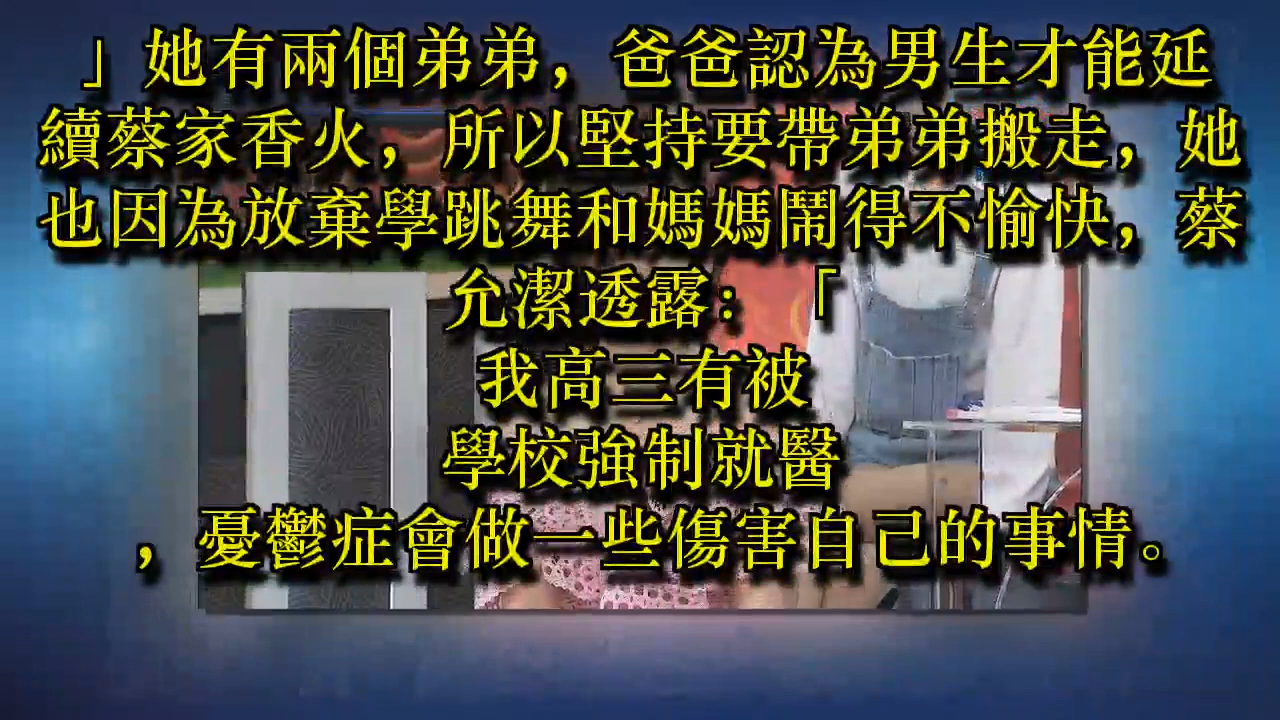 」她有兩個弟弟，爸爸認為男生才能延
續蔡家香火，所以堅持要帶弟弟搬走，她
也因為放棄學跳舞和媽媽鬧得不愉快，蔡
允潔透露：「
我高三有被
學校強制就醫
，憂鬱症會做一些傷害自己的事情。